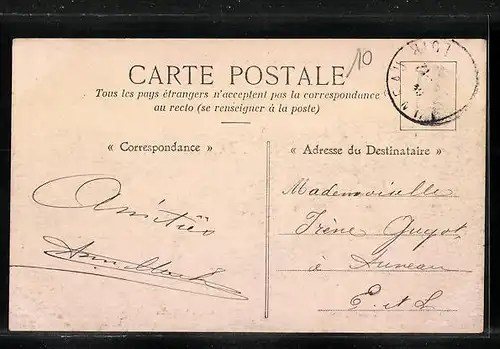 10
CARTE POSTALE
Tous les pays étrangers n'acceptent pas la correspondance
au recto (se renseigner à la poste)
« Correspondance »
« Adresse du Destinataire »
Amitiés
Mademoiselle
Irène Guyot
à Auneau
E. et L